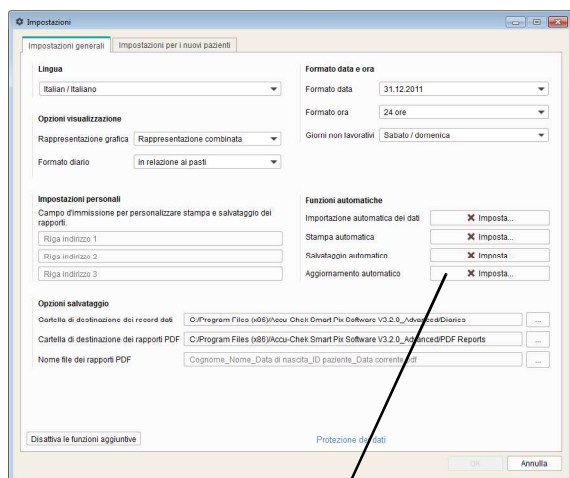 Impostazioni
Impostazioni generali
Impostazioni per i nuovi pazienti
Lingua
Italian / Italiano
Opzioni visualizzazione
Rappresentazione grafica Rappresentazione combinata
Formato diario in relazione ai pasti
Formato data e ora
Formato data 31.12.2011
Formato ora 24 ore
Giorni non lavorativi Sabato / domenica
Impostazioni personali
Campo d'immissione per personalizzare stampa e salvataggio dei
rapporti.
Riga indirizzo 1
Riga indirizzo 2
Riga indirizzo 3
Funzioni automatiche
Importazione automatica dei dati Imposta...
Stampa automatica Imposta...
Salvataggio automatico Imposta...
Aggiornamento automatico Imposta...
Opzioni salvataggio
Cartella di destinazione dei record dati C:/Program Files (x86)/Accu-Chek Smart Pix Software V3.2.0_Advanced/Diaries ...
Cartella di destinazione dei rapporti PDF C:/Program Files (x86)/Accu-Chek Smart Pix Software V3.2.0_Advanced/PDF Reports ...
Nome file dei rapporti PDF Cognome_Nome_Data di nascita_ID paziente_Data corrente.pdf ...
Disattiva le funzioni aggiuntive
Protezione dei dati
OK
Annulla